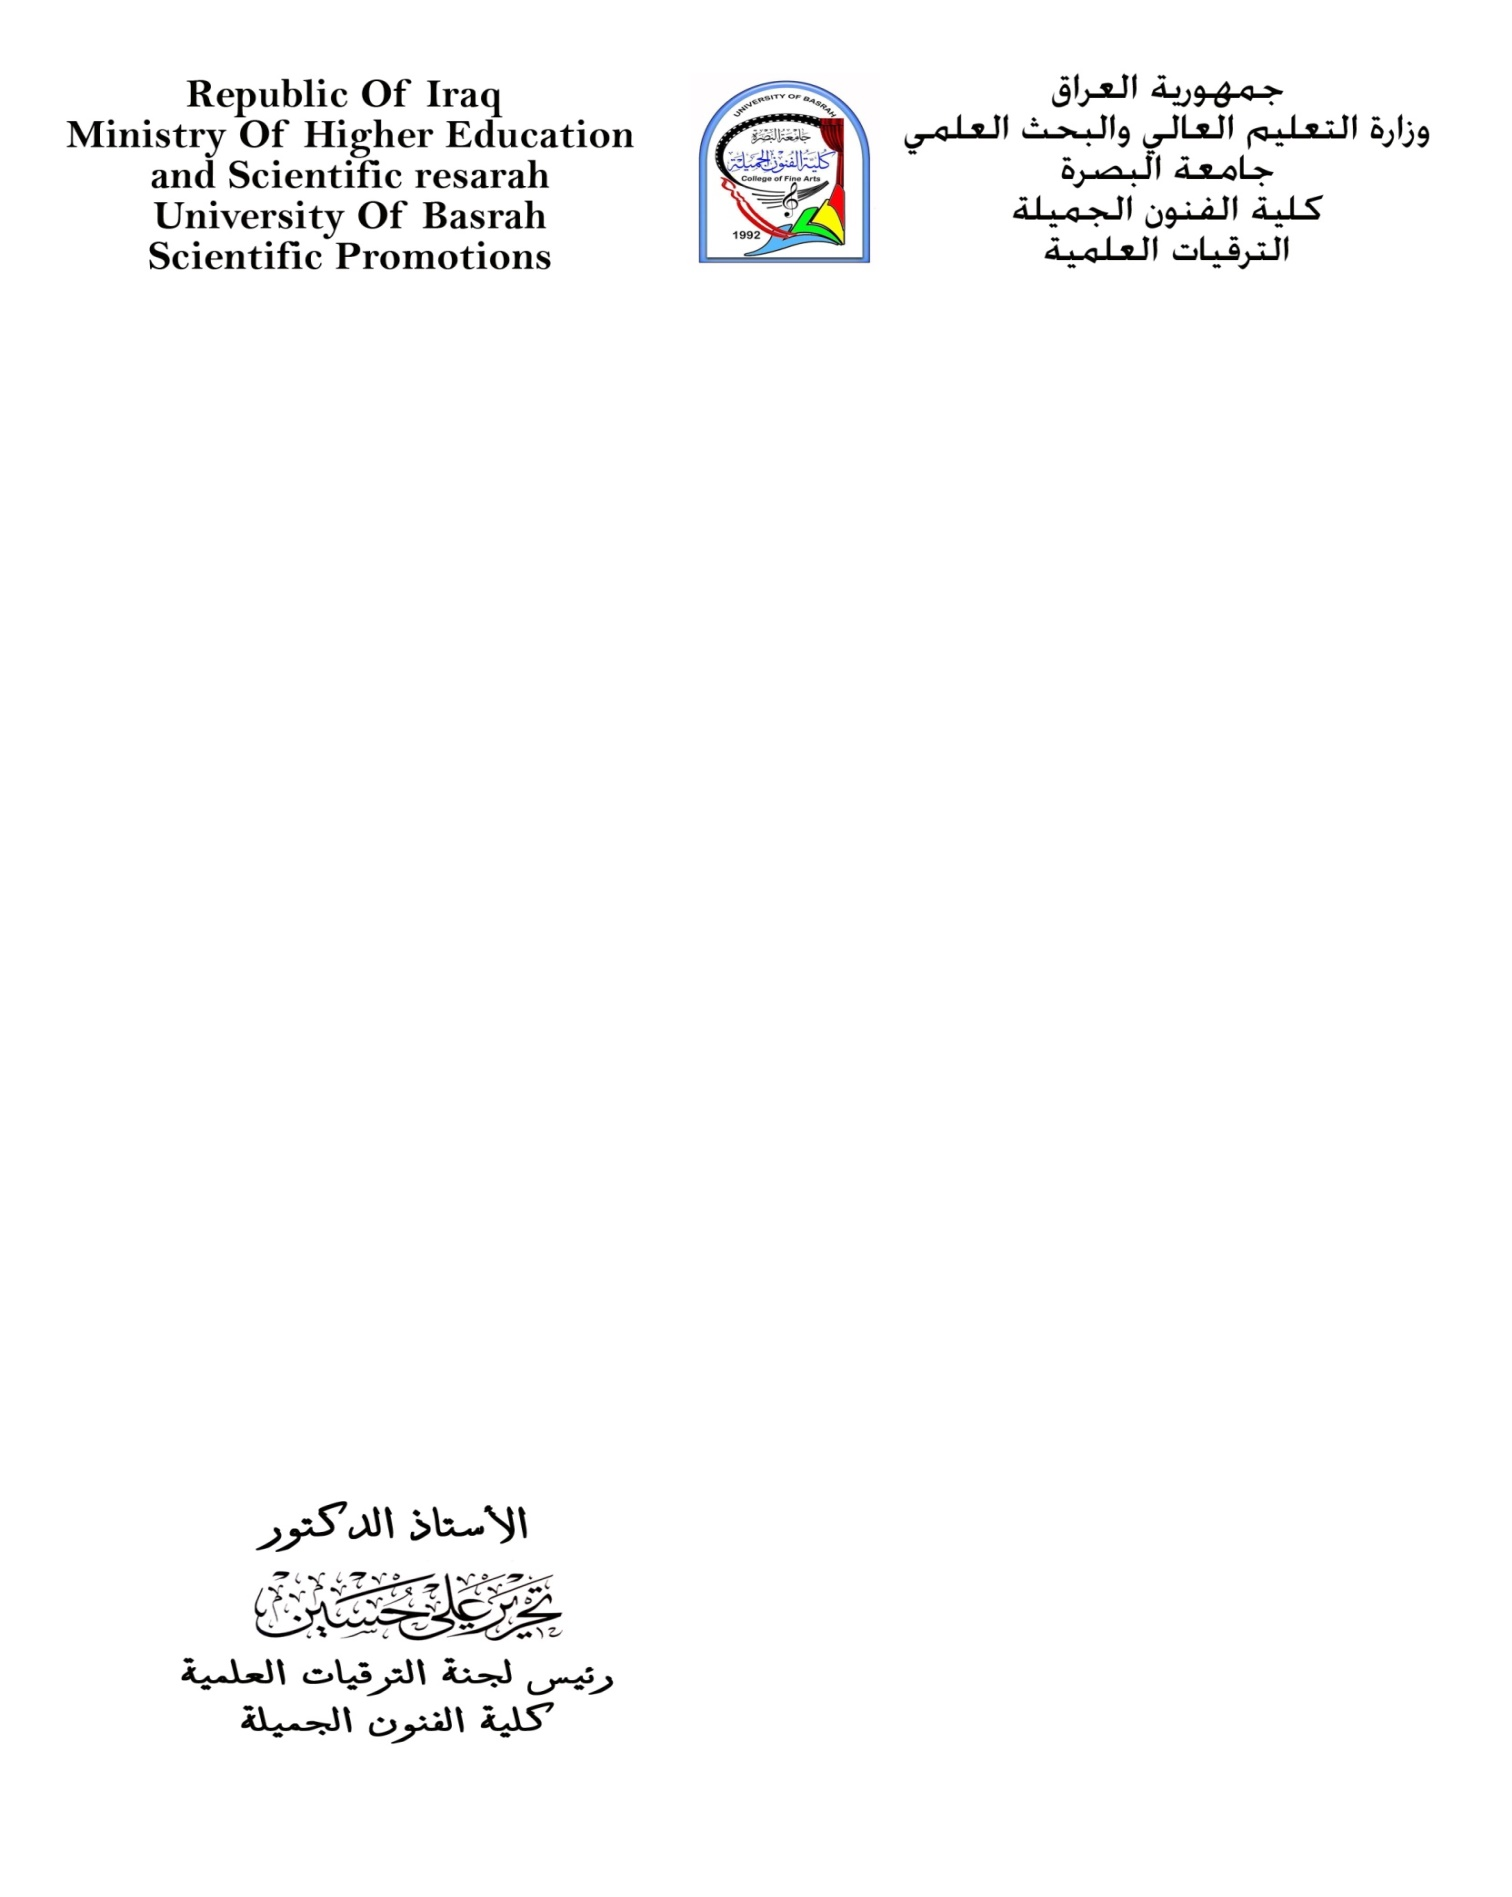 Republic Of Iraq
Ministry Of Higher Education
and Scientific resarah
University Of Basrah
Scientific Promotions
UNIVERSITY OF BASRAH
جَامِعَة البَصْرَة
كلية الفنون الجميلة
College of Fine Arts
1992
جمهورية العراق
وزارة التعليم العالي والبحث العلمي
جامعة البصرة
كلية الفنون الجميلة
الترقيات العلمية
الأستاذ الدكتور
تحرير علي حسين
رئيس لجنة الترقيات العلمية
كلية الفنون الجميلة